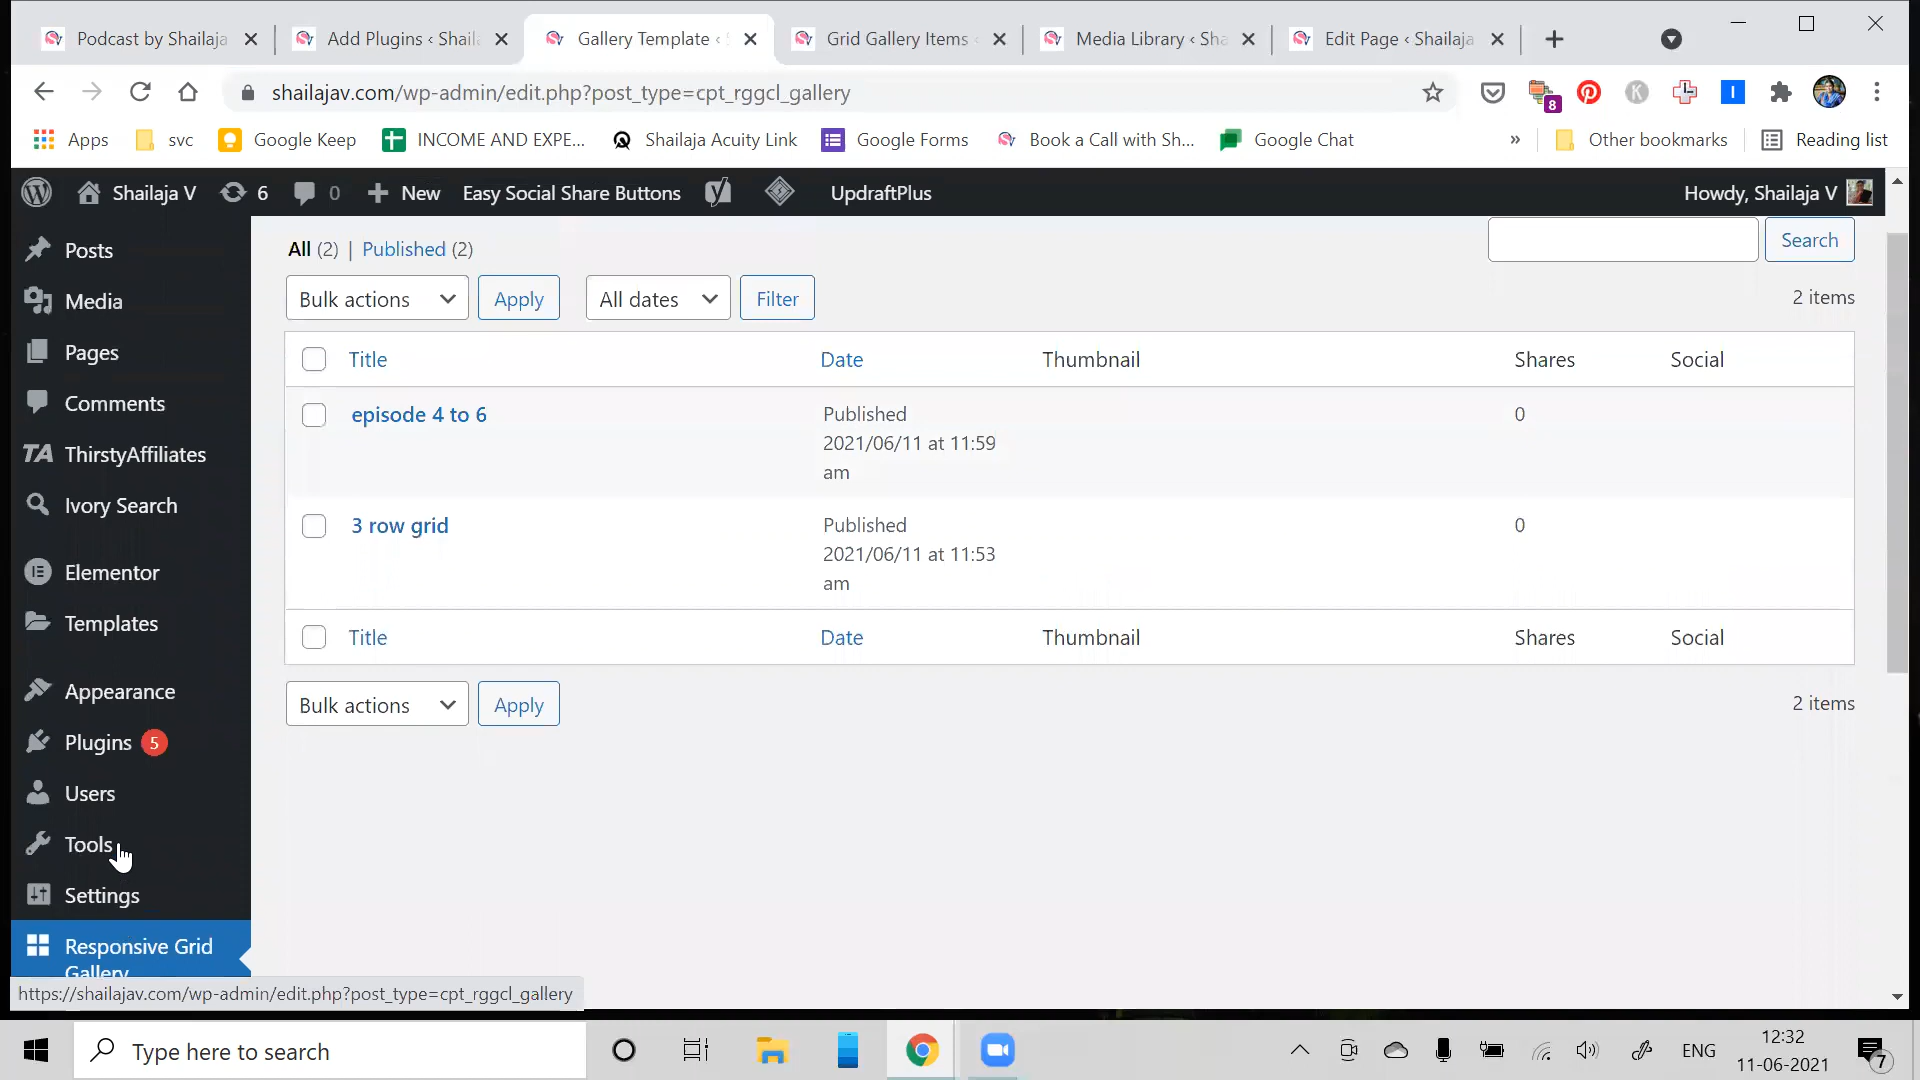 Podcast by Shailaja
Add Plugins ‹ Shaila
Gallery Template ‹
Grid Gallery Items
Media Library ‹ Sha
Edit Page ‹ Shailaja
shailajav.com/wp-admin/edit.php?post_type=cpt_rggcl_gallery
8
K
I
Apps
svc
Google Keep
INCOME AND EXPE...
Shailaja Acuity Link
Google Forms
Book a Call with Sh...
Google Chat
»
Other bookmarks
Reading list
Shailaja V
6
0
New
Easy Social Share Buttons
UpdraftPlus
Howdy, Shailaja V
Posts
Media
Pages
Comments
TA ThirstyAffiliates
Ivory Search
Elementor
Templates
Appearance
Plugins 5
Users
Tools
Settings
Responsive Grid
Gallery
All (2) | Published (2)
Search
Bulk actions
Apply
All dates
Filter
2 items
Title Date Thumbnail Shares Social
episode 4 to 6 Published 0
2021/06/11 at 11:59
am
3 row grid Published 0
2021/06/11 at 11:53
am
Title Date Thumbnail Shares Social
Bulk actions
Apply
2 items
https://shailajav.com/wp-admin/edit.php?post_type=cpt_rggcl_gallery
Type here to search
ENG
12:32
11-06-2021
7